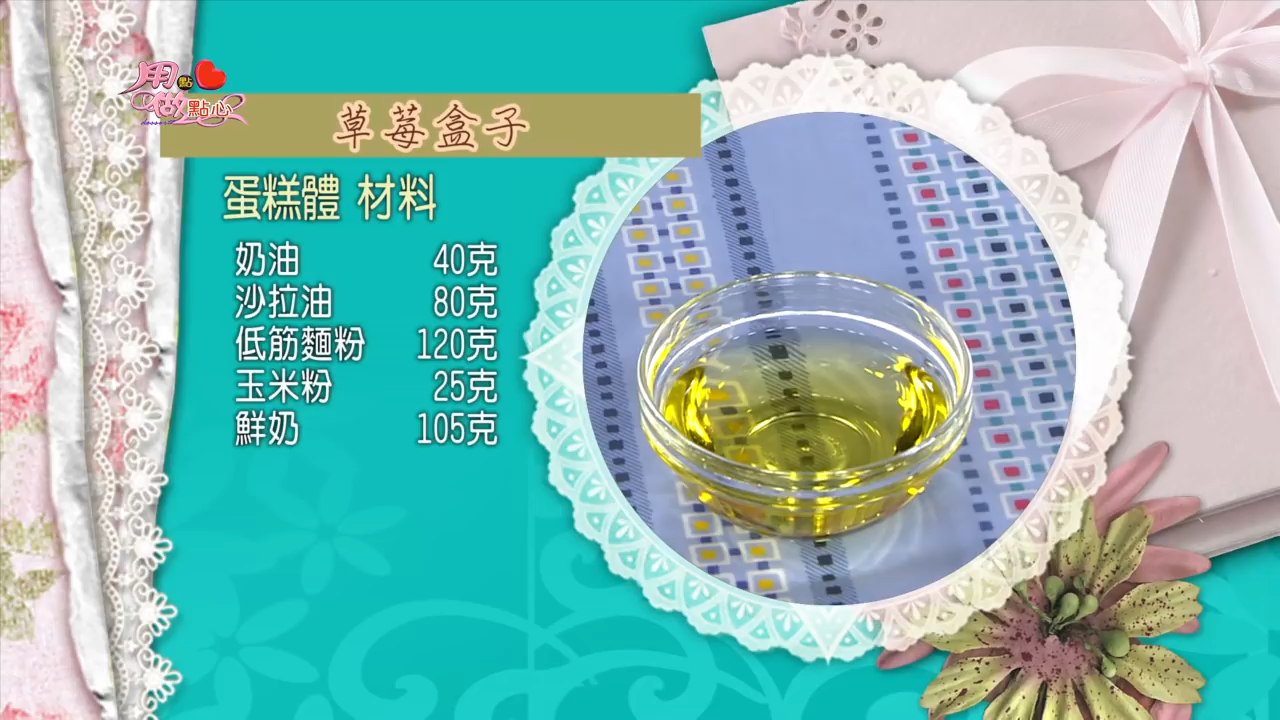 用點
做點心
dessert
草莓盒子
蛋糕體 材料
奶油 40克
沙拉油 80克
低筋麵粉 120克
玉米粉 25克
鮮奶 105克